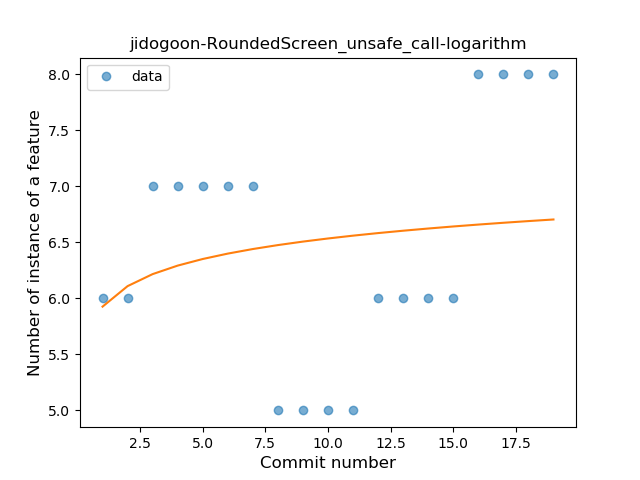 jidogoon-RoundedScreen_unsafe_call-logarithm
data
Number of instance of a feature
8.0
7.5
7.0
6.5
6.0
5.5
5.0
2.5 5.0 7.5 10.0 12.5 15.0 17.5
Commit number